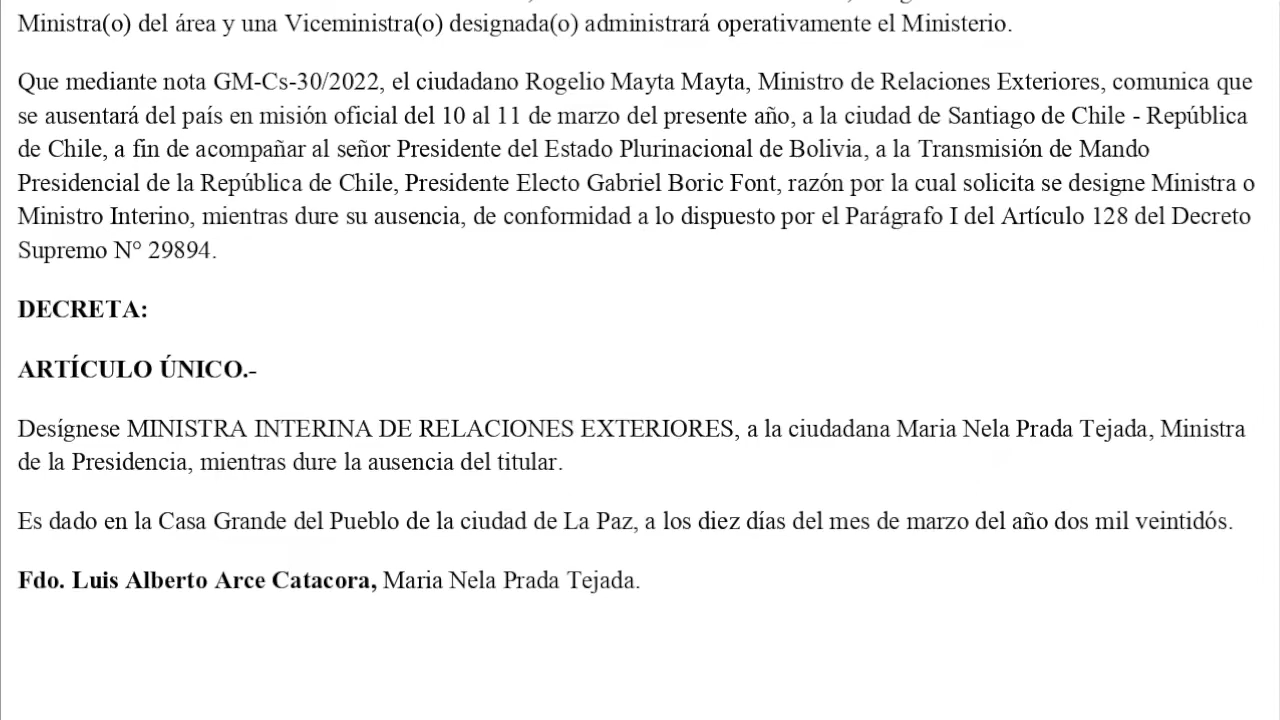 Ministra(o) del área y una Viceministra(o) designada(o) administrará operativamente el Ministerio.
Que mediante nota GM-Cs-30/2022, el ciudadano Rogelio Mayta Mayta, Ministro de Relaciones Exteriores, comunica que
se ausentará del país en misión oficial del 10 al 11 de marzo del presente año, a la ciudad de Santiago de Chile - República
de Chile, a fin de acompañar al señor Presidente del Estado Plurinacional de Bolivia, a la Transmisión de Mando
Presidencial de la República de Chile, Presidente Electo Gabriel Boric Font, razón por la cual solicita se designe Ministra o
Ministro Interino, mientras dure su ausencia, de conformidad a lo dispuesto por el Parágrafo I del Artículo 128 del Decreto
Supremo N° 29894.
DECRETA:
ARTÍCULO ÚNICO.-
Desígnese MINISTRA INTERINA DE RELACIONES EXTERIORES, a la ciudadana Maria Nela Prada Tejada, Ministra
de la Presidencia, mientras dure la ausencia del titular.
Es dado en la Casa Grande del Pueblo de la ciudad de La Paz, a los diez días del mes de marzo del año dos mil veintidós.
Fdo. Luis Alberto Arce Catacora, Maria Nela Prada Tejada.